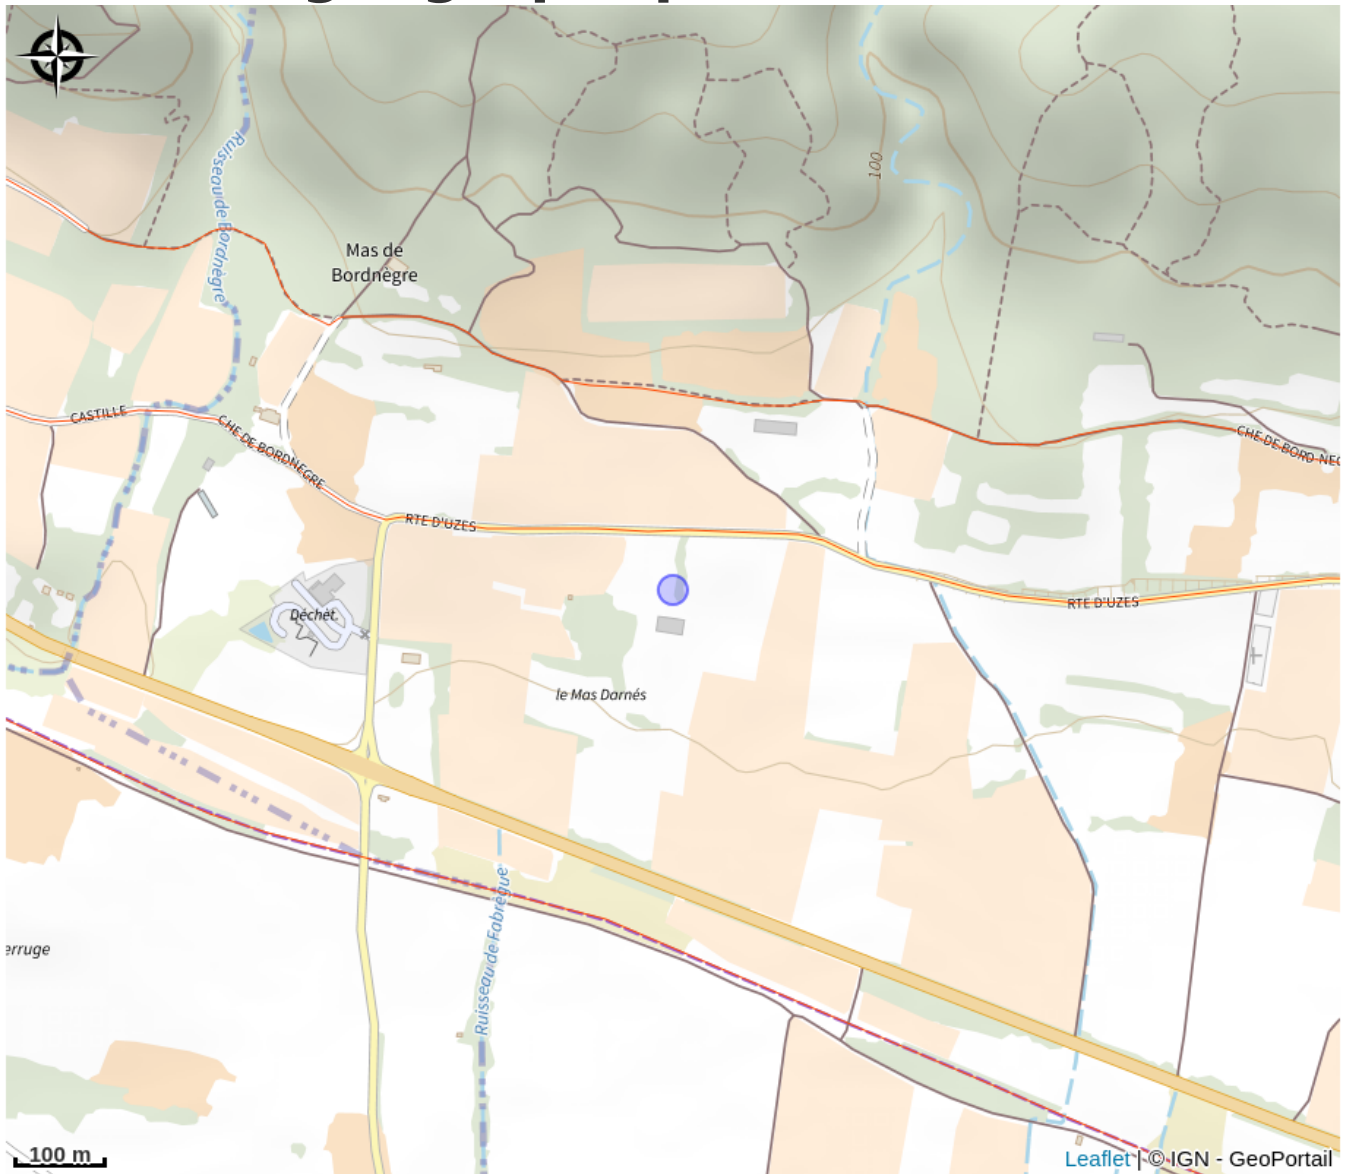 Ruisseau de Bordnègre
100
Mas de
Bordnègre
CASTILLE
CHE DE BORDNEGRE
CHE DE BORD NEG
RTE D'UZES
RTE D'UZES
Déchèt.
le Mas Darnés
Ruisseau de Fabrègue
erruge
100 m
Leaflet | © IGN - GeoPortail